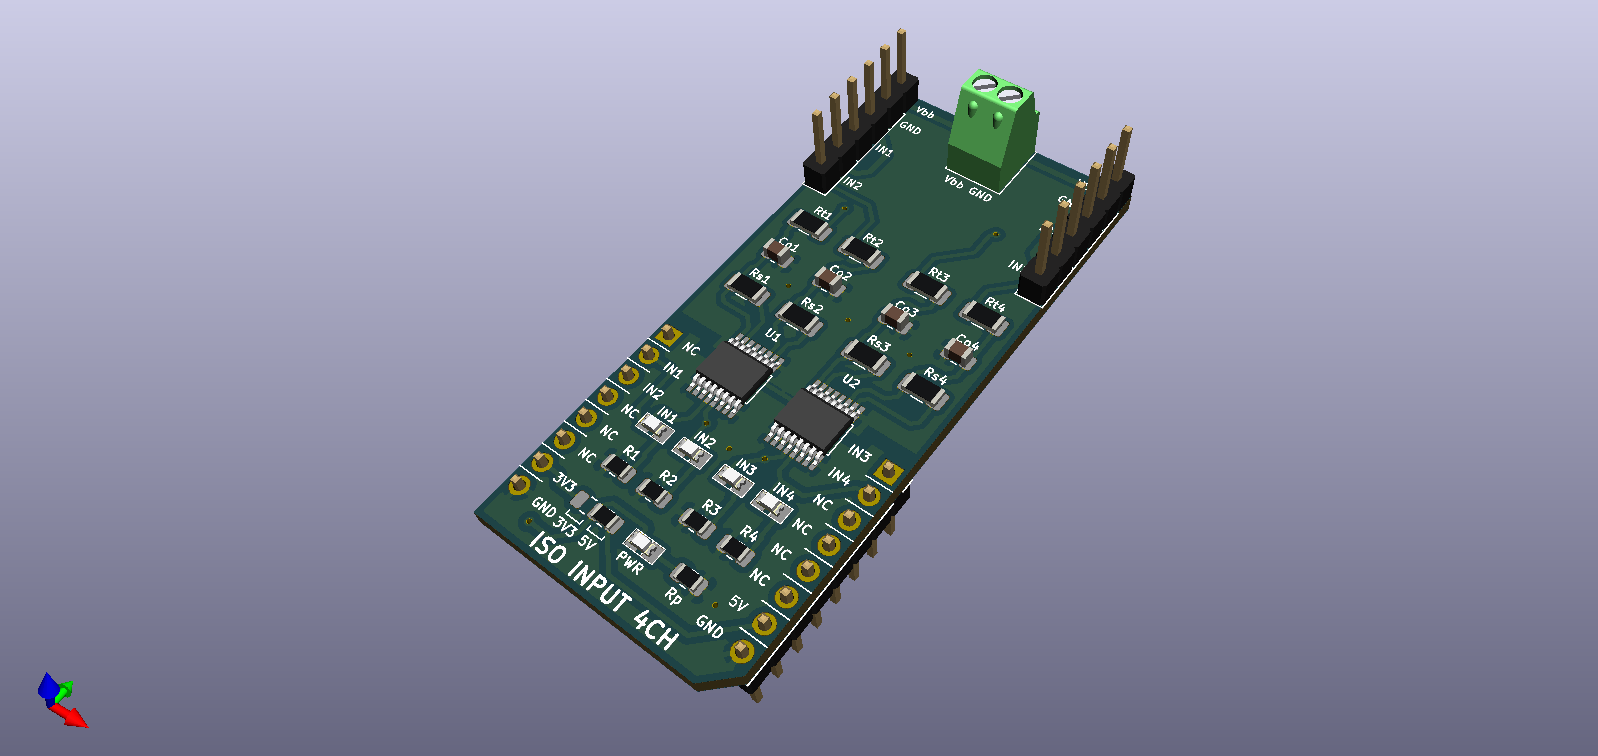 Vbb
GND
IN1
IN2
Vbb GND
Rt1
Rt2
Co1
Co2
Rt3
Rt4
Rs1
Rs2
Co3
Co4
Rs3
Rs4
U1
U2
NC
IN1
IN2
NC
NC
NC
3V3
GND
IN1
IN2
IN3
IN4
R1
R2
R3
R4
3V3
5V
PWR
Rp
IN3
IN4
NC
NC
NC
NC
5V
GND
ISO INPUT 4CH